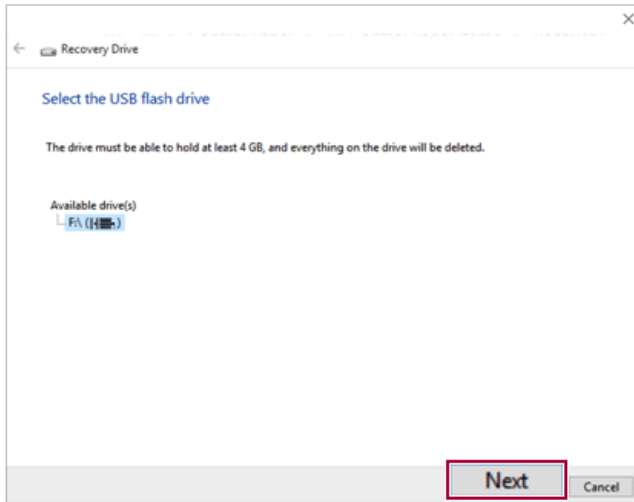 Recovery Drive
Select the USB flash drive
The drive must be able to hold at least 4 GB, and everything on the drive will be deleted.
Available drive(s)
F:\ ( )
Next
Cancel